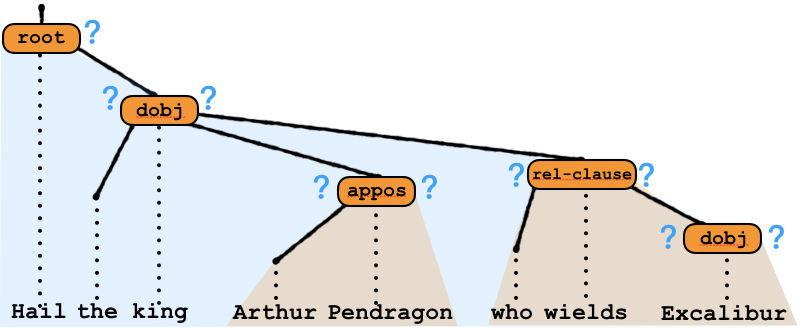 root ?
? dobj ?
? appos ?
? rel-clause ?
? dobj ?
Hail the king Arthur Pendragon who wields Excalibur